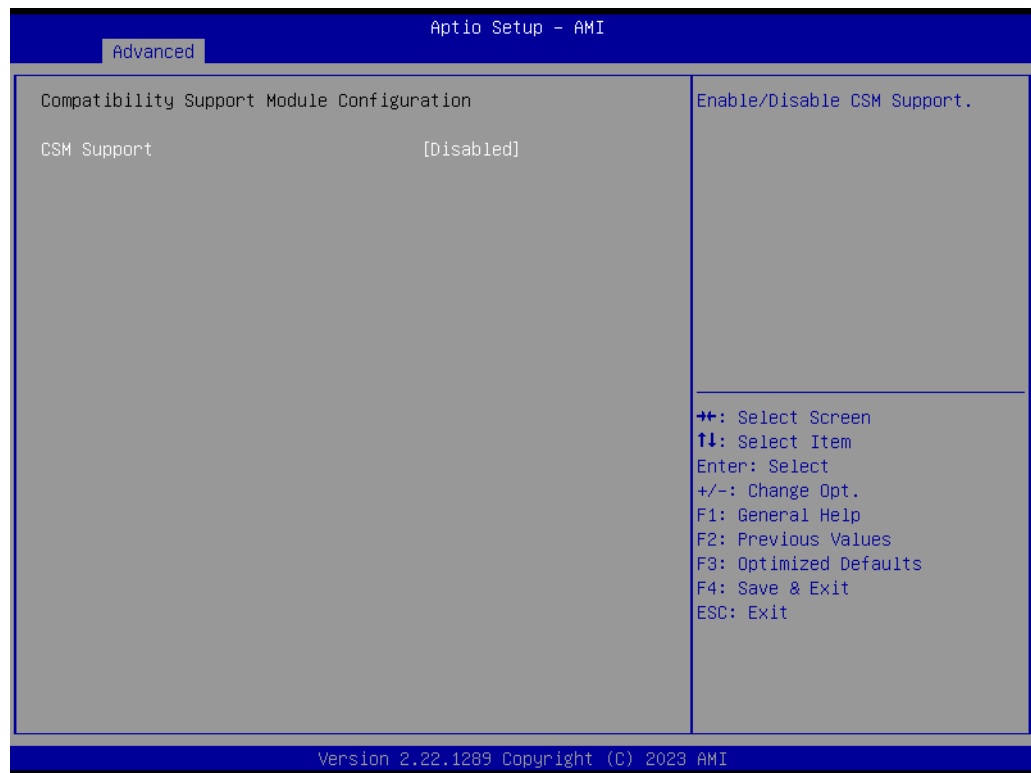 Aptio Setup – AMI
Advanced
Compatibility Support Module Configuration
CSM Support [Disabled]
Enable/Disable CSM Support.
→←: Select Screen
↑↓: Select Item
Enter: Select
+/-: Change Opt.
F1: General Help
F2: Previous Values
F3: Optimized Defaults
F4: Save & Exit
ESC: Exit
Version 2.22.1289 Copyright (C) 2023 AMI